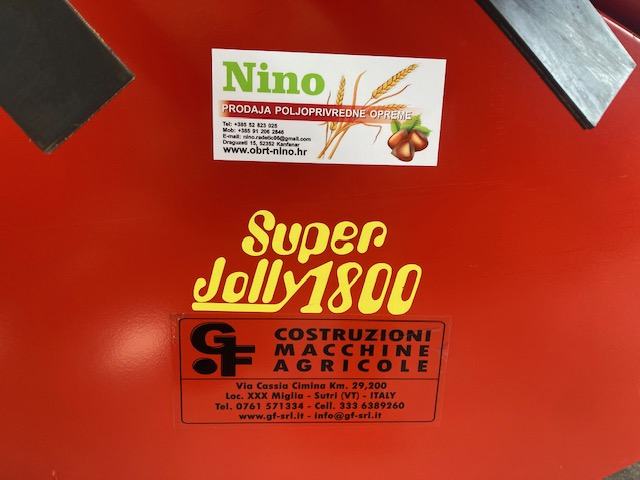 Nino
PRODAJA POLJOPRIVREDNE OPREME
Tel: +385 52 823 025
Mob: +385 91 206 2846
E-mail: nino.radetic06@gmail.com
Draguzeti 15, 52352 Kanfanar
www.obrt-nino.hr
Super
Jolly 1800
GF
COSTRUZIONI
MACCHINE
AGRICOLE
Via Cassia Cimina Km. 29,200
Loc. XXX Miglia - Sutri (VT) - ITALY
Tel. 0761 571334 - Cell. 333 6389260
www.gf-srl.it - info@gf-srl.it